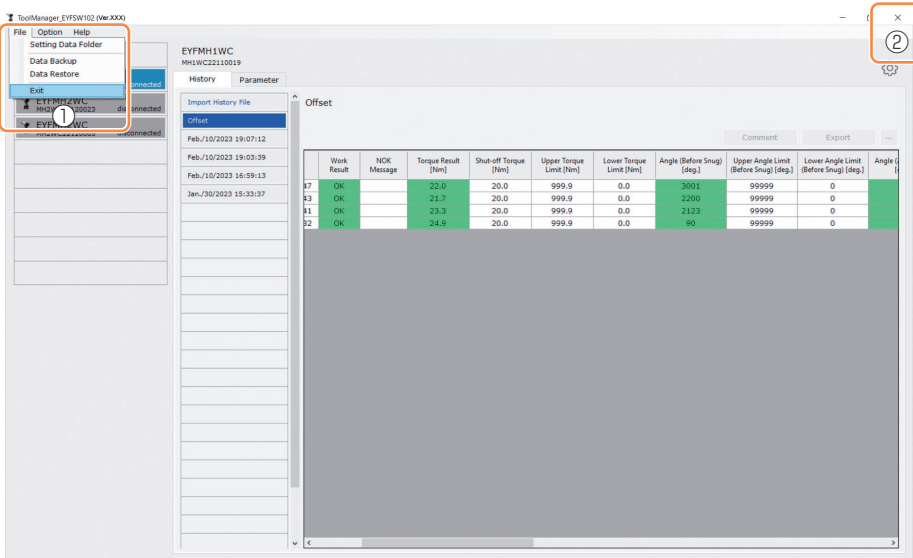 ToolManager_EYFSW102 (Ver.XXX)
File Option Help
Setting Data Folder
Data Backup
Data Restore
Exit
①
②
connected
MH2W 20023 disconnected
disconnected
EYFMH1WC
MH1WC22110019
History Parameter
Import History File
Offset
Feb./10/2023 19:07:12
Feb./10/2023 19:03:39
Feb./10/2023 16:59:13
Jan./30/2023 15:33:37
Offset
Comment Export ...
Work Result NOK Message Torque Result [Nm] Shut-off Torque [Nm] Upper Torque Limit [Nm] Lower Torque Limit [Nm] Angle (Before Snug) [deg.] Upper Angle Limit (Before Snug) [deg.] Lower Angle Limit (Before Snug) [deg.] Angle
47 OK 22.0 20.0 999.9 0.0 3001 99999 0
43 OK 21.7 20.0 999.9 0.0 2200 99999 0
41 OK 23.3 20.0 999.9 0.0 2123 99999 0
32 OK 24.9 20.0 999.9 0.0 90 99999 0